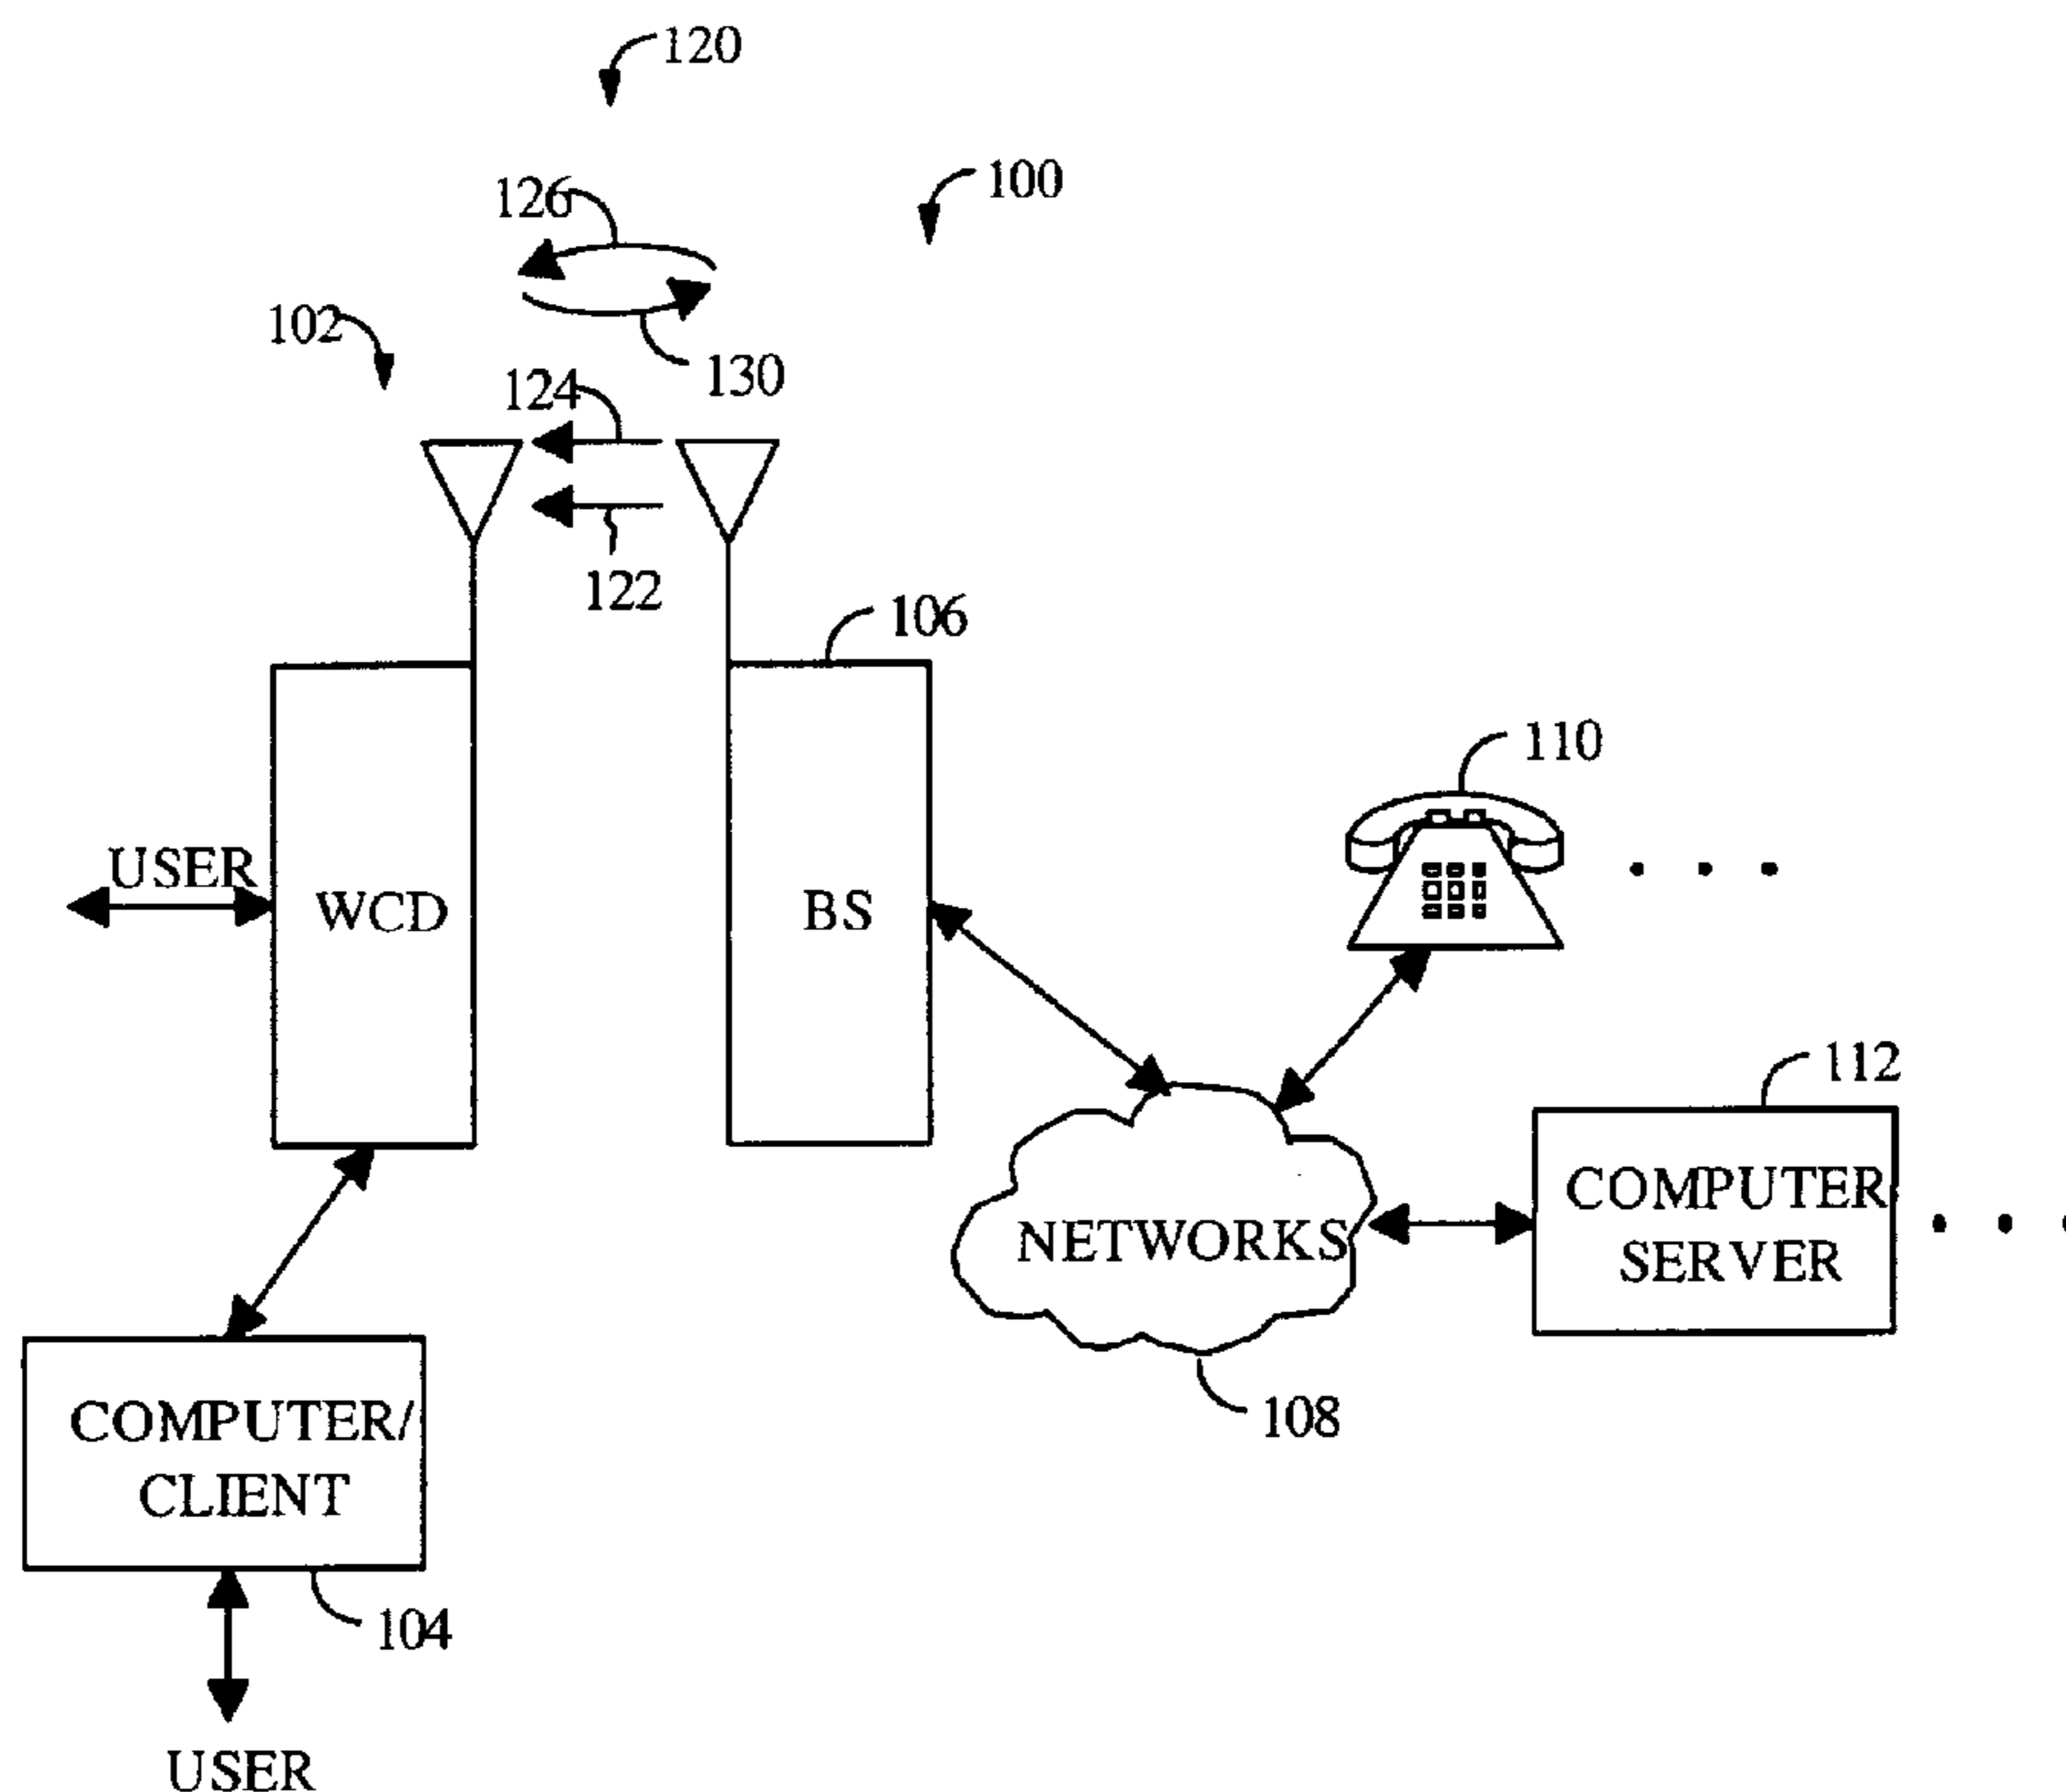 120
126
100
102
130
124
122
106
110
USER
WCD
BS
112
COMPUTER
SERVER
NETWORKS
108
COMPUTER/
CLIENT
104
USER